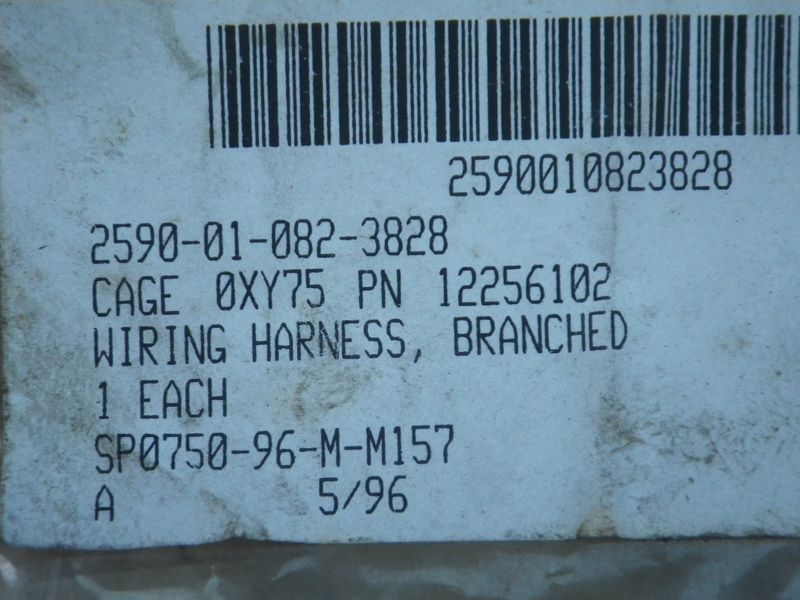 2590010823828
2590-01-082-3828
CAGE 0XY75 PN 12256102
WIRING HARNESS, BRANCHED
1 EACH
SP0750-96-M-M157
A 5/96